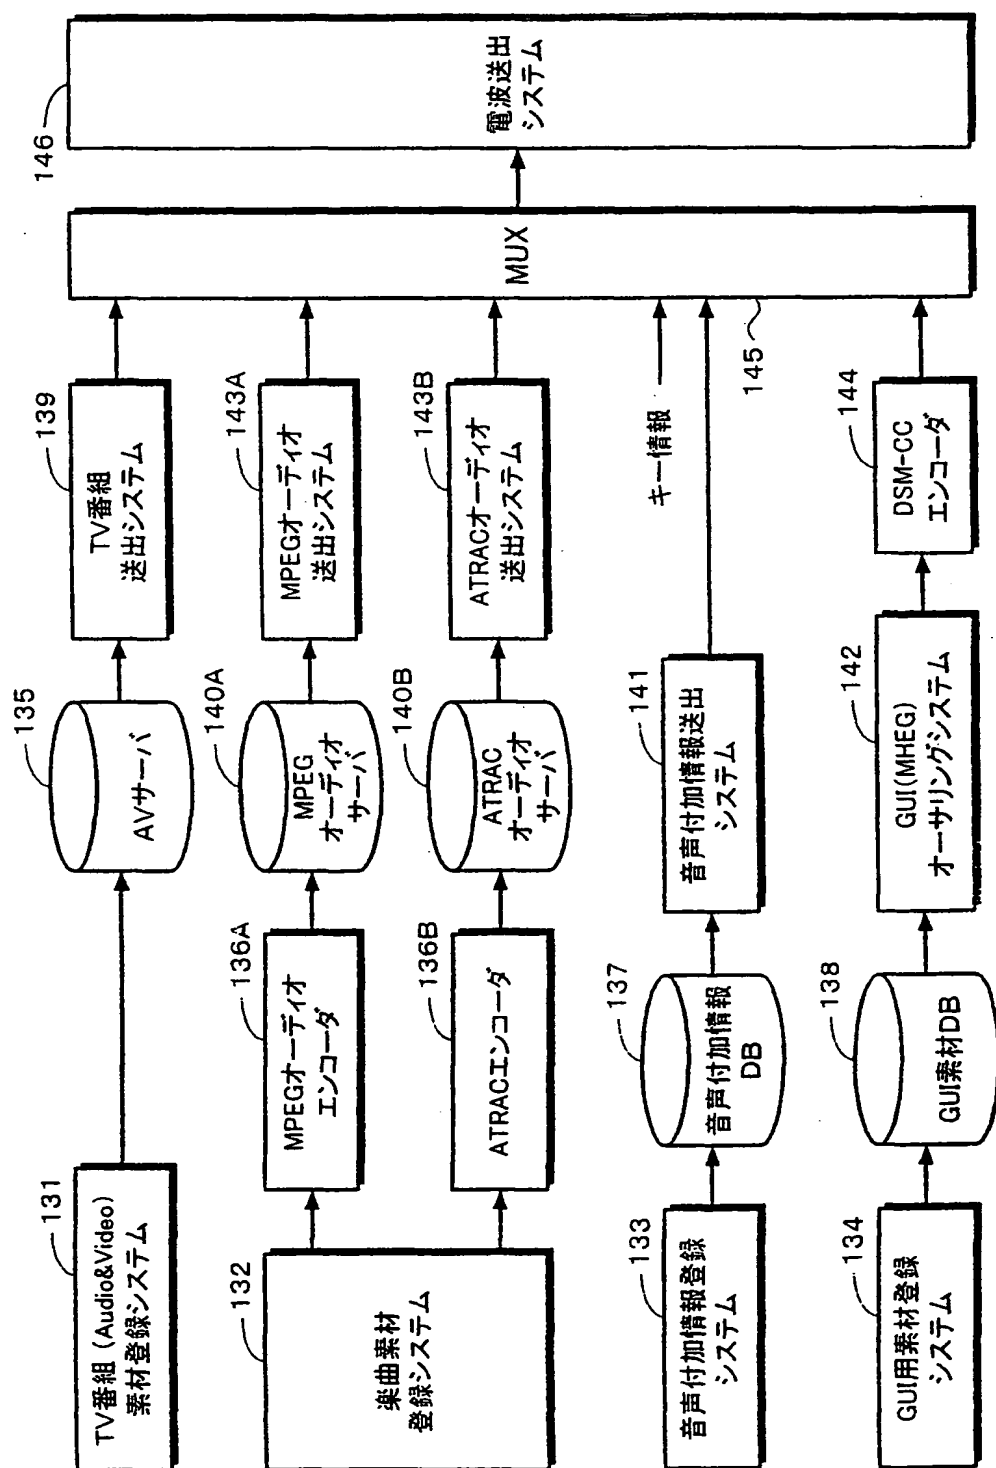 131
TV番組(Audio&Video)
素材登録システム
135
AVサーバ
139
TV番組
送出システム
132
楽曲素材
登録システム
136A
MPEGオーディオ
エンコーダ
140A
MPEG
オーディオ
サーバ
143A
MPEGオーディオ
送出システム
136B
ATRACエンコーダ
140B
ATRAC
オーディオ
サーバ
143B
ATRACオーディオ
送出システム
キー情報
133
音声付加情報登録
システム
137
音声付加情報
DB
141
音声付加情報送出
システム
134
GUI用素材登録
システム
138
GUI素材DB
142
GUI(MHEG)
オーサリングシステム
144
DSM-CC
エンコーダ
145
MUX
146
電波送出
システム